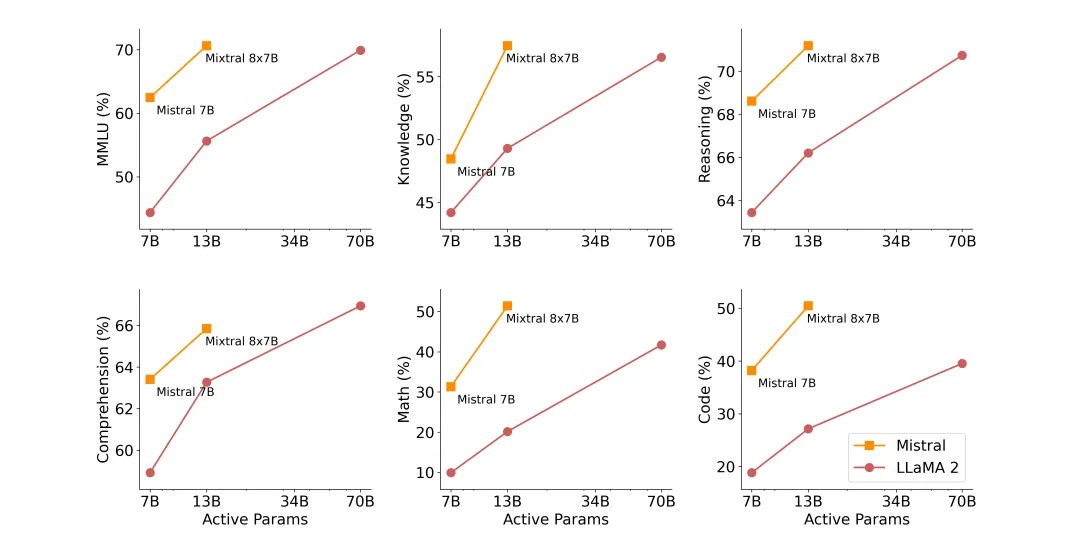 MMLU (%)
70
60
50
Mixtral 8x7B
Mistral 7B
7B 13B 34B 70B
Knowledge (%)
55
50
45
Mixtral 8x7B
Mistral 7B
7B 13B 34B 70B
Reasoning (%)
70
68
66
64
Mixtral 8x7B
Mistral 7B
7B 13B 34B 70B
Comprehension (%)
66
64
62
60
Mixtral 8x7B
Mistral 7B
7B 13B 34B 70B
Active Params
Math (%)
50
40
30
20
10
Mixtral 8x7B
Mistral 7B
7B 13B 34B 70B
Active Params
Code (%)
50
40
30
20
Mixtral 8x7B
Mistral 7B
Mistral
LLaMA 2
7B 13B 34B 70B
Active Params